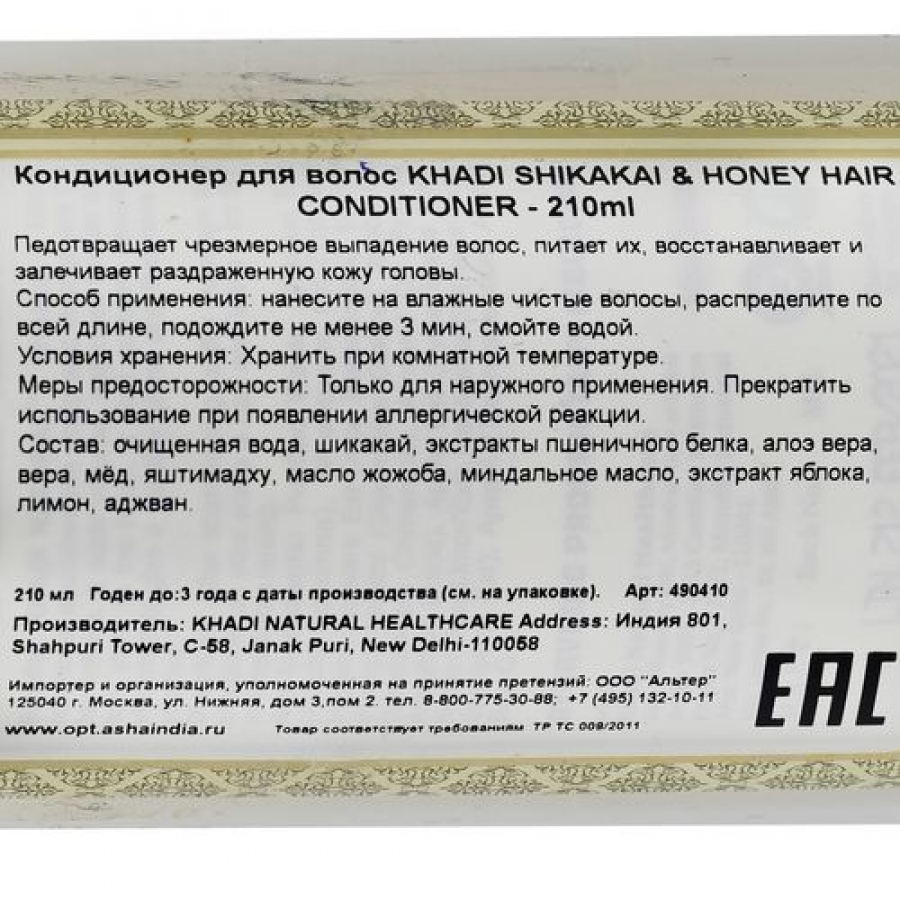 Кондиционер для волос KHADI SHIKAKAI & HONEY HAIR
CONDITIONER - 210ml
Педотвращает чрезмерное выпадение волос, питает их, восстанавливает и
залечивает раздраженную кожу головы.
Способ применения: нанесите на влажные чистые волосы, распределите по
всей длине, подождите не менее 3 мин, смойте водой.
Условия хранения: Хранить при комнатной температуре.
Меры предосторожности: Только для наружного применения. Прекратить
использование при появлении аллергической реакции.
Состав: очищенная вода, шикакай, экстракты пшеничного белка, алоэ вера,
вера, мёд, яштимадху, масло жожоба, миндальное масло, экстракт яблока,
лимон, аджван.
210 мл Годен до:3 года с даты производства (см. на упаковке). Арт: 490410
Производитель: KHADI NATURAL HEALTHCARE Address: Индия 801,
Shahpuri Tower, C-58, Janak Puri, New Delhi-110058
Импортер и организация, уполномоченная на принятие претензий: ООО "Альтер"
125040 г. Москва, ул. Нижняя, дом 3,пом 2. тел. 8-800-775-30-88; +7 (495) 132-10-11
www.opt.ashaindia.ru Товар соответствует требованиям ТР ТС 009/2011
EAC